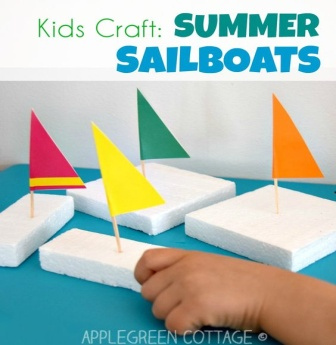 Kids Craft: SUMMER
SAILBOATS
APPLEGREEN COTTAGE ©